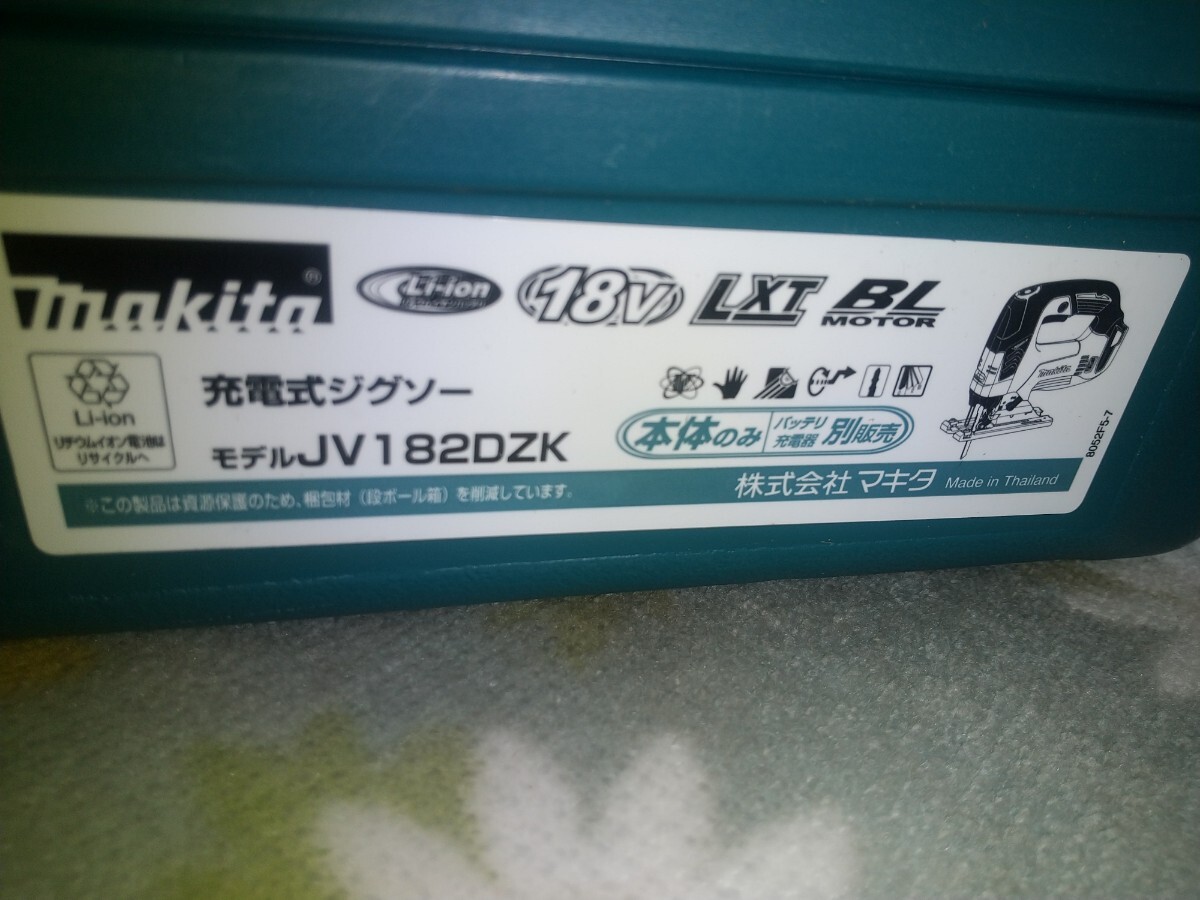 makita®
Li-ion
18V
LXT
BL
MOTOR
Li-ion
リチウムイオン電池は
リサイクルへ
充電式ジグソー
モデルJV182DZK
本体のみ
バッテリ
充電器
別販売
makita
8052F5-7
※この製品は資源保護のため、梱包材（段ボール箱）を削減しています。
株式会社マキタ Made in Thailand